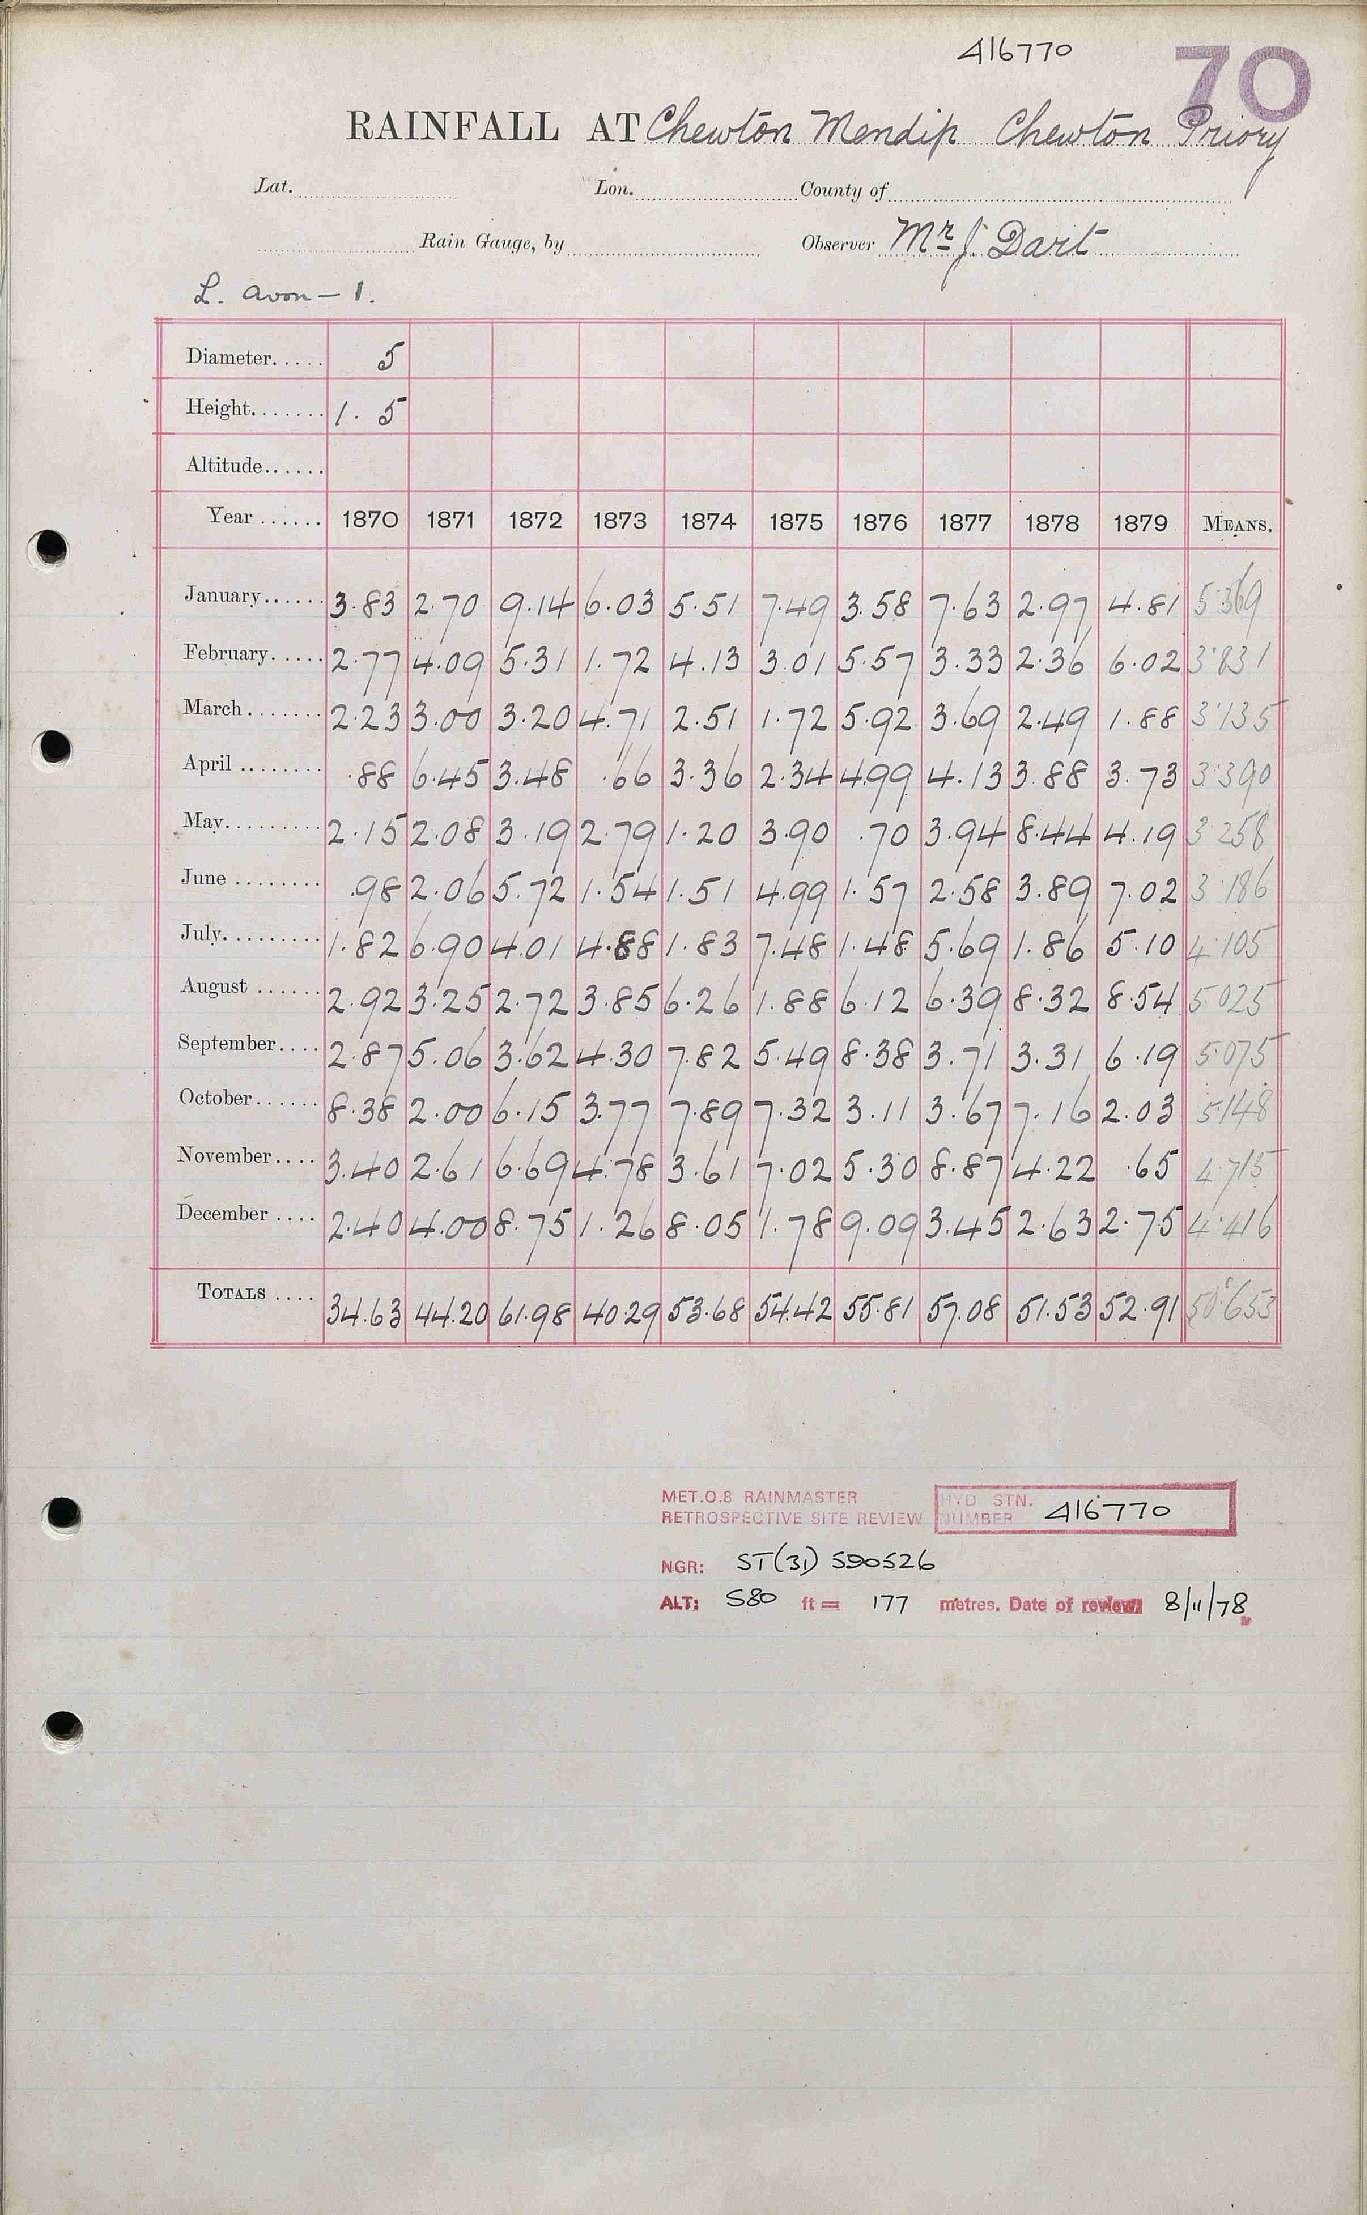 416770
70
RAINFALL AT Chewton Mendip Chewton Priory
Lat. Lon. County of
Rain Gauge, by Observer Mr J. Dart
L. Avon - 1.
Diameter..... 5
Height....... 1.5
Altitude......
Year ...... 1870 1871 1872 1873 1874 1875 1876 1877 1878 1879 MEANS.
January...... 3.83 2.70 9.14 6.03 5.51 7.49 3.58 7.63 2.97 4.81 5.369
February..... 2.77 4.09 5.31 1.72 4.13 3.01 5.57 3.33 2.36 6.02 3.831
March ....... 2.23 3.00 3.20 4.71 2.51 1.72 5.92 3.69 2.49 1.88 3.135
April ........ .88 6.45 3.48 .66 3.36 2.34 4.99 4.13 3.88 3.73 3.390
May......... 2.15 2.08 3.19 2.79 1.20 3.90 .70 3.94 8.44 4.19 3.258
June ........ .98 2.06 5.72 1.54 1.51 4.99 1.57 2.58 3.89 7.02 3.186
July......... 1.82 6.90 4.01 4.88 1.83 7.48 1.48 5.69 1.86 5.10 4.105
August ...... 2.92 3.25 2.72 3.85 6.26 1.88 6.12 6.39 8.32 8.54 5.025
September.... 2.87 5.06 3.62 4.30 7.82 5.49 8.38 3.71 3.31 6.19 5.075
October...... 8.38 2.00 6.15 3.77 7.89 7.32 3.11 3.67 7.16 2.03 5.148
November.... 3.40 2.61 6.69 4.78 3.61 7.02 5.30 8.87 4.22 .65 4.715
December .... 2.40 4.00 8.75 1.26 8.05 1.78 9.09 3.45 2.63 2.75 4.416
TOTALS .... 34.63 44.20 61.98 40.29 53.68 54.42 55.81 57.08 51.53 52.91 50.653
MET.O.8 RAINMASTER
RETROSPECTIVE SITE REVIEW HYD STN. NUMBER 416770
NGR: ST(31) 590526
ALT: 580 ft = 177 metres. Date of review: 8/11/78